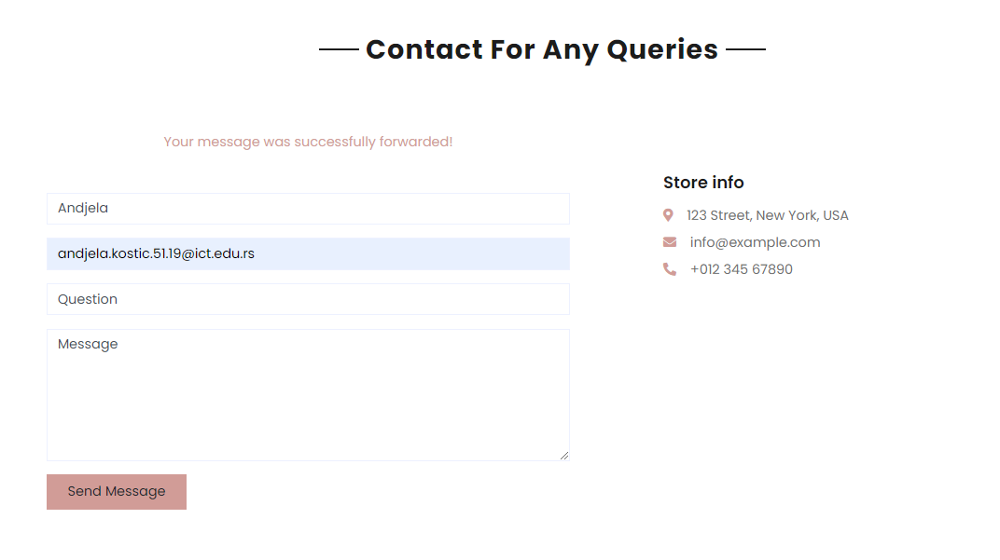 Contact For Any Queries
Your message was successfully forwarded!
Andjela
andjela.kostic.51.19@ict.edu.rs
Question
Message
Send Message
Store info
123 Street, New York, USA
info@example.com
+012 345 67890